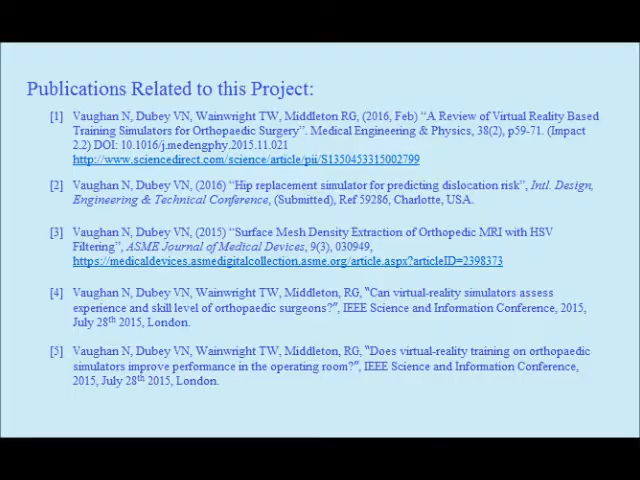 Publications Related to this Project:
[1] Vaughan N, Dubey VN, Wainwright TW, Middleton RG, (2016, Feb) “A Review of Virtual Reality Based
Training Simulators for Orthopaedic Surgery”. Medical Engineering & Physics, 38(2), p59-71. (Impact
2.2) DOI: 10.1016/j.medengphy.2015.11.021
http://www.sciencedirect.com/science/article/pii/S1350453315002799
[2] Vaughan N, Dubey VN, (2016) “Hip replacement simulator for predicting dislocation risk”, Intl. Design,
Engineering & Technical Conference, (Submitted), Ref 59286, Charlotte, USA.
[3] Vaughan N, Dubey VN, (2015) “Surface Mesh Density Extraction of Orthopedic MRI with HSV
Filtering”, ASME Journal of Medical Devices, 9(3), 030949,
https://medicaldevices.asmedigitalcollection.asme.org/article.aspx?articleID=2398373
[4] Vaughan N, Dubey VN, Wainwright TW, Middleton, RG, "Can virtual-reality simulators assess
experience and skill level of orthopaedic surgeons?", IEEE Science and Information Conference, 2015,
July 28th 2015, London.
[5] Vaughan N, Dubey VN, Wainwright TW, Middleton, RG, "Does virtual-reality training on orthopaedic
simulators improve performance in the operating room?", IEEE Science and Information Conference,
2015, July 28th 2015, London.